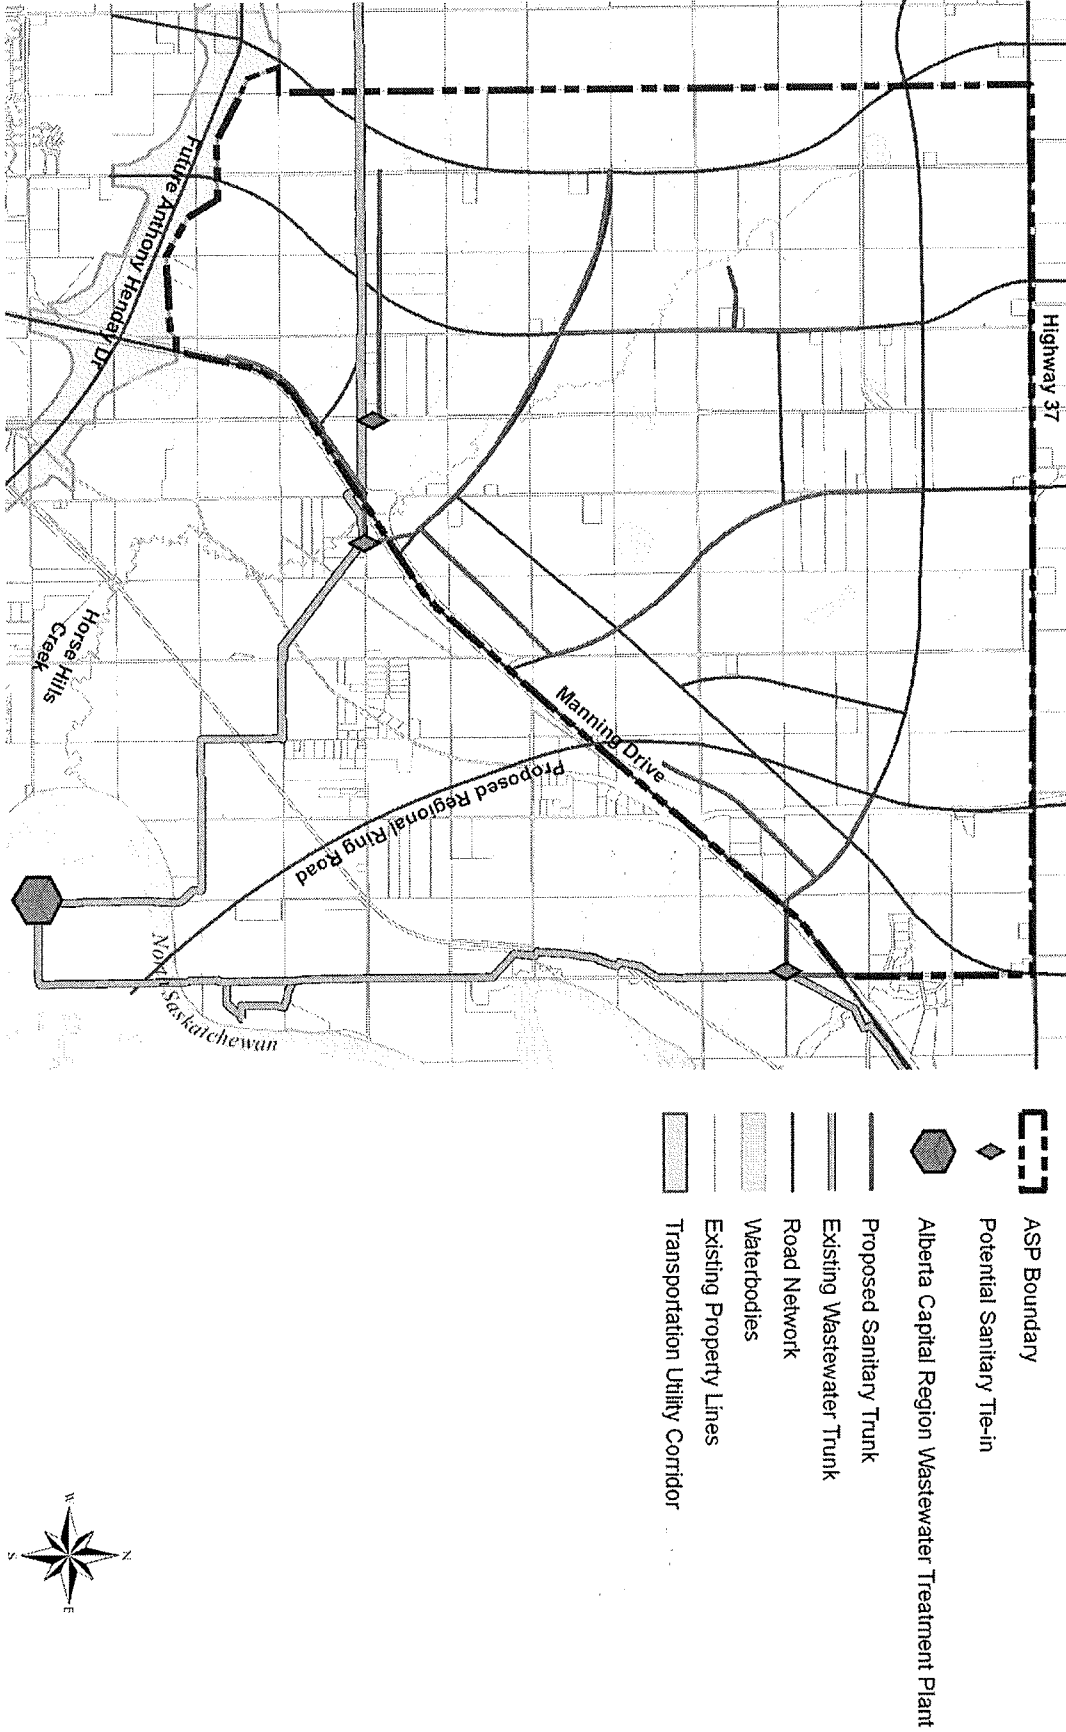 Highway 37
Future Anthony Henday Dr
Manning Drive
Proposed Regional Ring Road
Horse Hills
Creek
North Saskatchewan
ASP Boundary
Potential Sanitary Tie-in
Alberta Capital Region Wastewater Treatment Plant
Proposed Sanitary Trunk
Existing Wastewater Trunk
Road Network
Waterbodies
Existing Property Lines
Transportation Utility Corridor
N
W
E
S